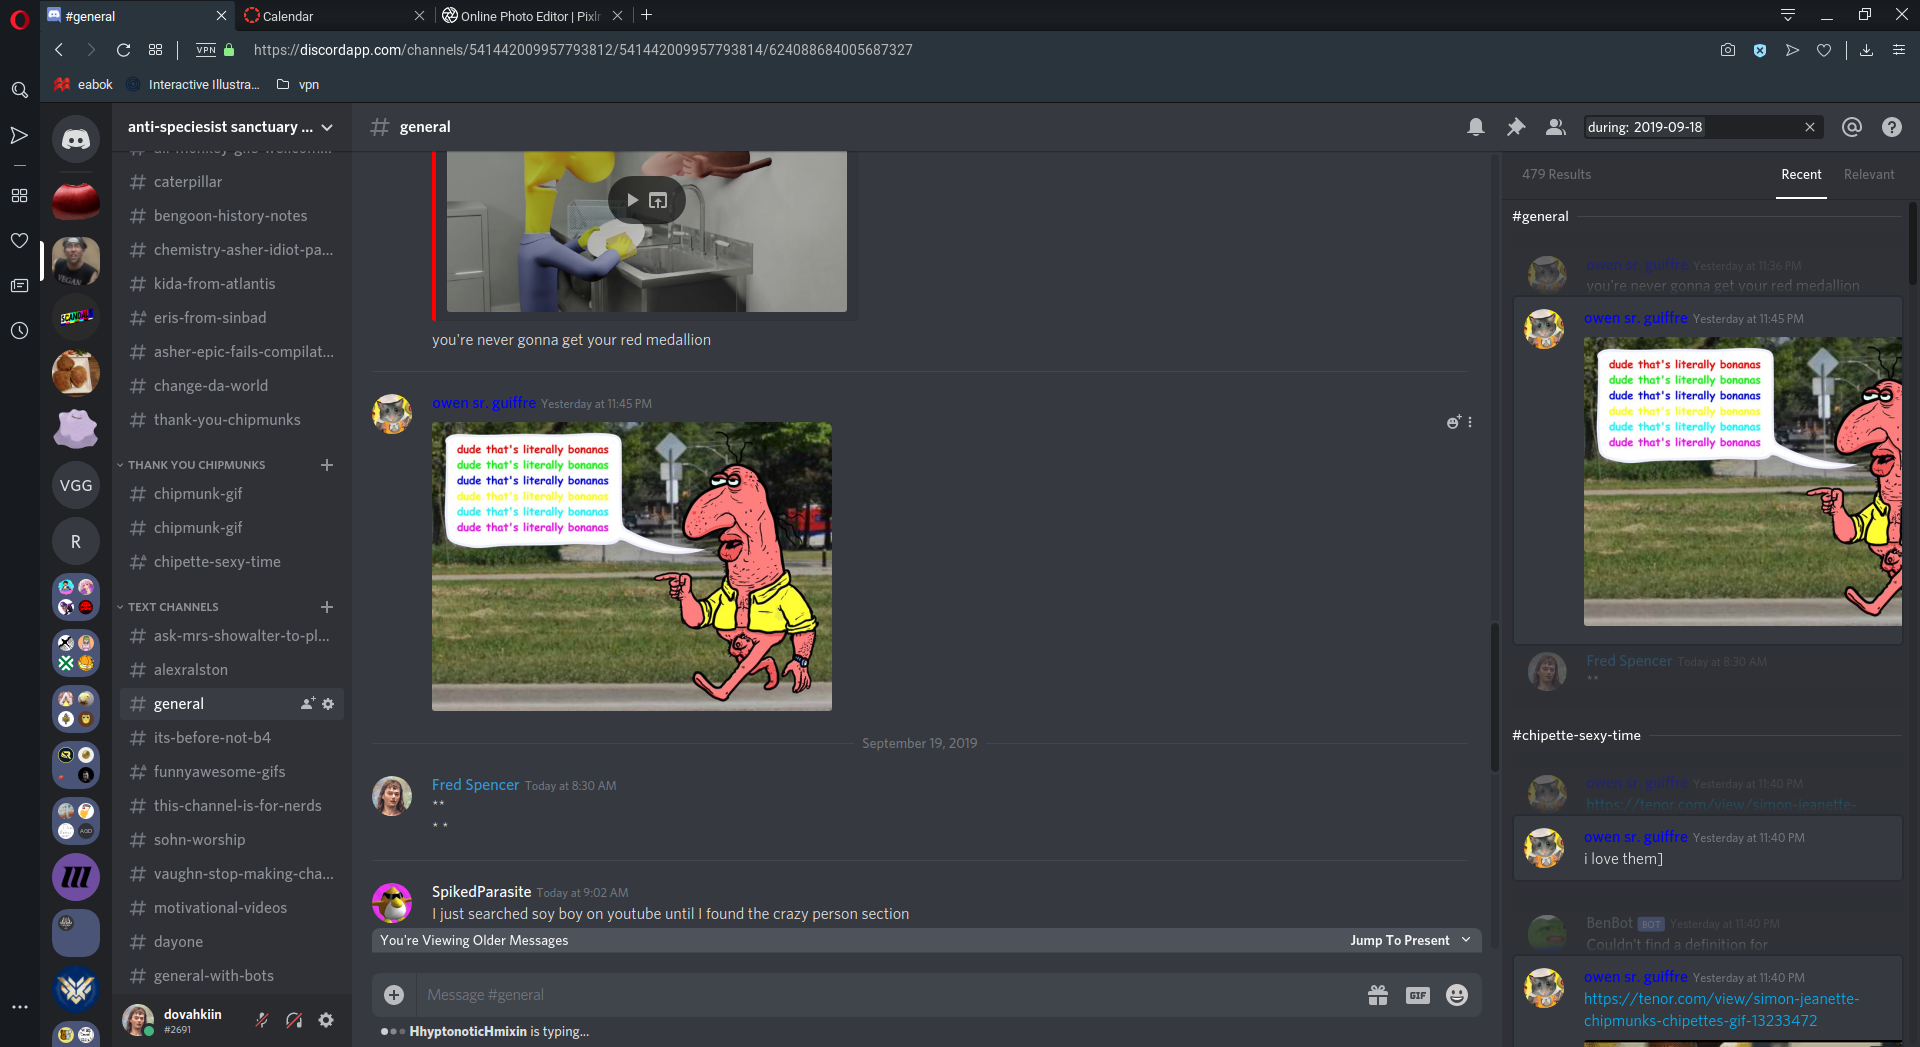 #general
Calendar
Online Photo Editor | Pixlr
VPN
https://discordapp.com/channels/541442009957793812/541442009957793814/624088684005687327
eabok
Interactive Illustra...
vpn
anti-speciesist sanctuary ...
caterpillar
bengoon-history-notes
chemistry-asher-idiot-pa...
kida-from-atlantis
eris-from-sinbad
asher-epic-fails-compilat...
change-da-world
thank-you-chipmunks
THANK YOU CHIPMUNKS
chipmunk-gif
chipmunk-gif
chipette-sexy-time
TEXT CHANNELS
ask-mrs-showalter-to-pl...
alexralston
general
its-before-not-b4
funnyawesome-gifs
this-channel-is-for-nerds
sohn-worship
vaughn-stop-making-cha...
motivational-videos
dayone
general-with-bots
VEGAN
SCANDAL
VGG
R
AOD
dovahkiin
#2691
general
during: 2019-09-18
you're never gonna get your red medallion
owen sr. guiffre Yesterday at 11:45 PM
dude that's literally bonanas
dude that's literally bonanas
dude that's literally bonanas
dude that's literally bonanas
dude that's literally bonanas
dude that's literally bonanas
September 19, 2019
Fred Spencer Today at 8:30 AM
**
* *
SpikedParasite Today at 9:02 AM
I just searched soy boy on youtube until I found the crazy person section
You're Viewing Older Messages
Jump To Present
Message #general
GIF
HhyptonoticHmixin is typing...
479 Results
Recent
Relevant
#general
owen sr. guiffre Yesterday at 11:36 PM
you're never gonna get your red medallion
owen sr. guiffre Yesterday at 11:45 PM
dude that's literally bonanas
dude that's literally bonanas
dude that's literally bonanas
dude that's literally bonanas
dude that's literally bonanas
dude that's literally bonanas
Fred Spencer Today at 8:30 AM
**
#chipette-sexy-time
owen sr. guiffre Yesterday at 11:40 PM
https://tenor.com/view/simon-jeanette-
owen sr. guiffre Yesterday at 11:40 PM
i love them]
BenBot BOT Yesterday at 11:40 PM
Couldn't find a definition for
owen sr. guiffre Yesterday at 11:40 PM
https://tenor.com/view/simon-jeanette-
chipmunks-chipettes-gif-13233472